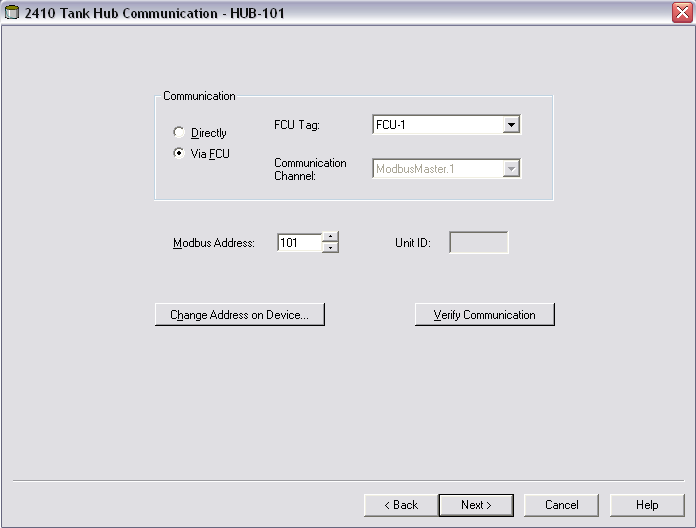 2410 Tank Hub Communication - HUB-101
Communication
Directly
Via FCU
FCU Tag:
FCU-1
Communication
Channel:
ModbusMaster.1
Modbus Address:
101
Unit ID:
Change Address on Device...
Verify Communication
< Back
Next >
Cancel
Help